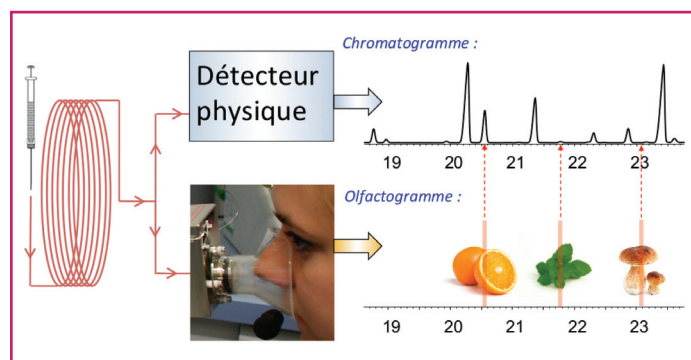 Chromatogramme :
Détecteur
physique
19 20 21 22 23
Olfactogramme :
19 20 21 22 23